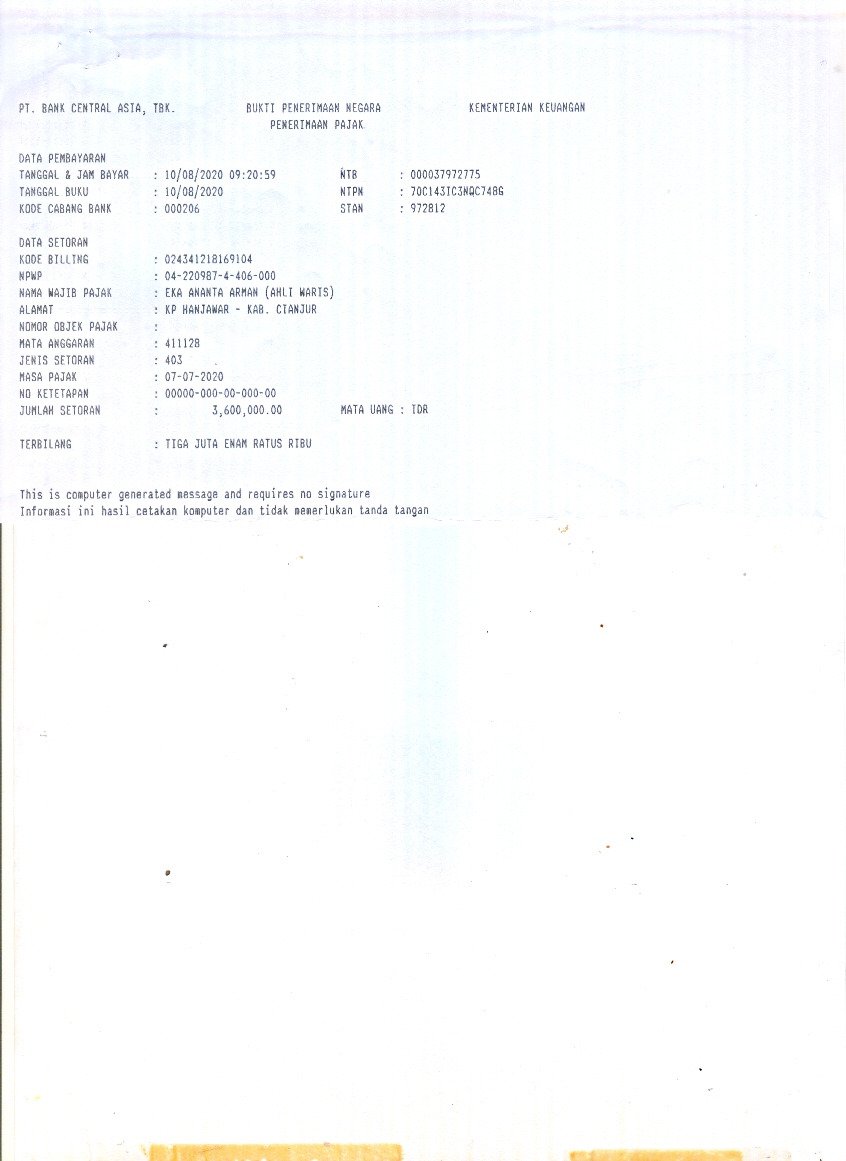 PT. BANK CENTRAL ASIA, TBK. BUKTI PENERIMAAN NEGARA KEMENTERIAN KEUANGAN
PENERIMAAN PAJAK
DATA PEMBAYARAN
TANGGAL & JAM BAYAR : 10/08/2020 09:20:59 NTB : 000037972775
TANGGAL BUKU : 10/08/2020 NTPN : 70C143IC3NQC748G
KODE CABANG BANK : 000206 STAN : 972812
DATA SETORAN
KODE BILLING : 024341218169104
NPWP : 04-220987-4-406-000
NAMA WAJIB PAJAK : EKA ANANTA ARMAN (AHLI WARIS)
ALAMAT : KP HANJAWAR - KAB. CIANJUR
NOMOR OBJEK PAJAK :
MATA ANGGARAN : 411128
JENIS SETORAN : 403
MASA PAJAK : 07-07-2020
NO KETETAPAN : 00000-000-00-000-00
JUMLAH SETORAN : 3,600,000.00 MATA UANG : IDR
TERBILANG : TIGA JUTA ENAM RATUS RIBU
This is computer generated message and requires no signature
Informasi ini hasil cetakan komputer dan tidak memerlukan tanda tangan